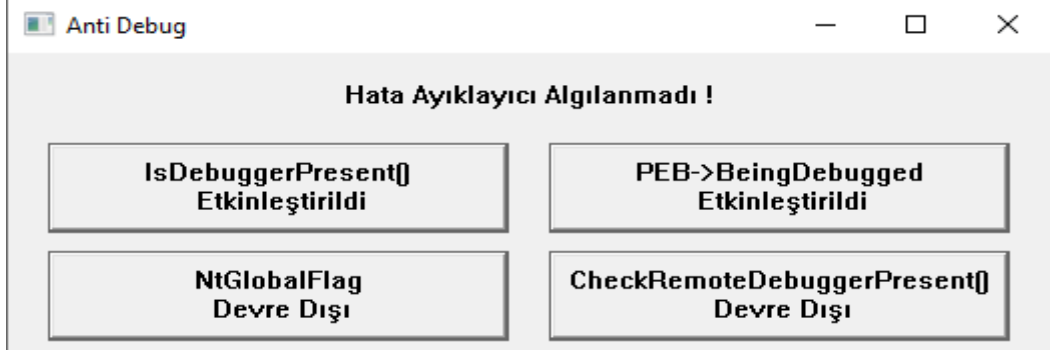 Anti Debug
Hata Ayıklayıcı Algılanmadı !
IsDebuggerPresent()
Etkinleştirildi
PEB->BeingDebugged
Etkinleştirildi
NtGlobalFlag
Devre Dışı
CheckRemoteDebuggerPresent()
Devre Dışı